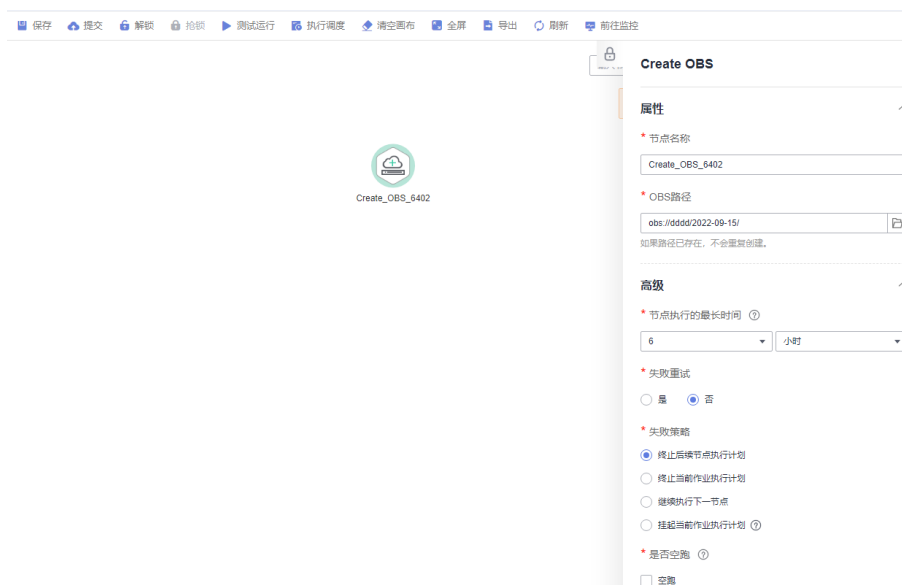 保存 提交 解锁 抢锁 测试运行 执行调度 清空画布 全屏 导出 刷新 前往监控
Create OBS
属性
* 节点名称
Create_OBS_6402
* OBS路径
obs://dddd/2022-09-15/
如果路径已存在，不会重复创建。
高级
* 节点执行的最长时间
6 小时
* 失败重试
是 否
* 失败策略
终止后续节点执行计划
终止当前作业执行计划
继续执行下一节点
挂起当前作业执行计划
* 是否空跑
空跑
Create_OBS_6402